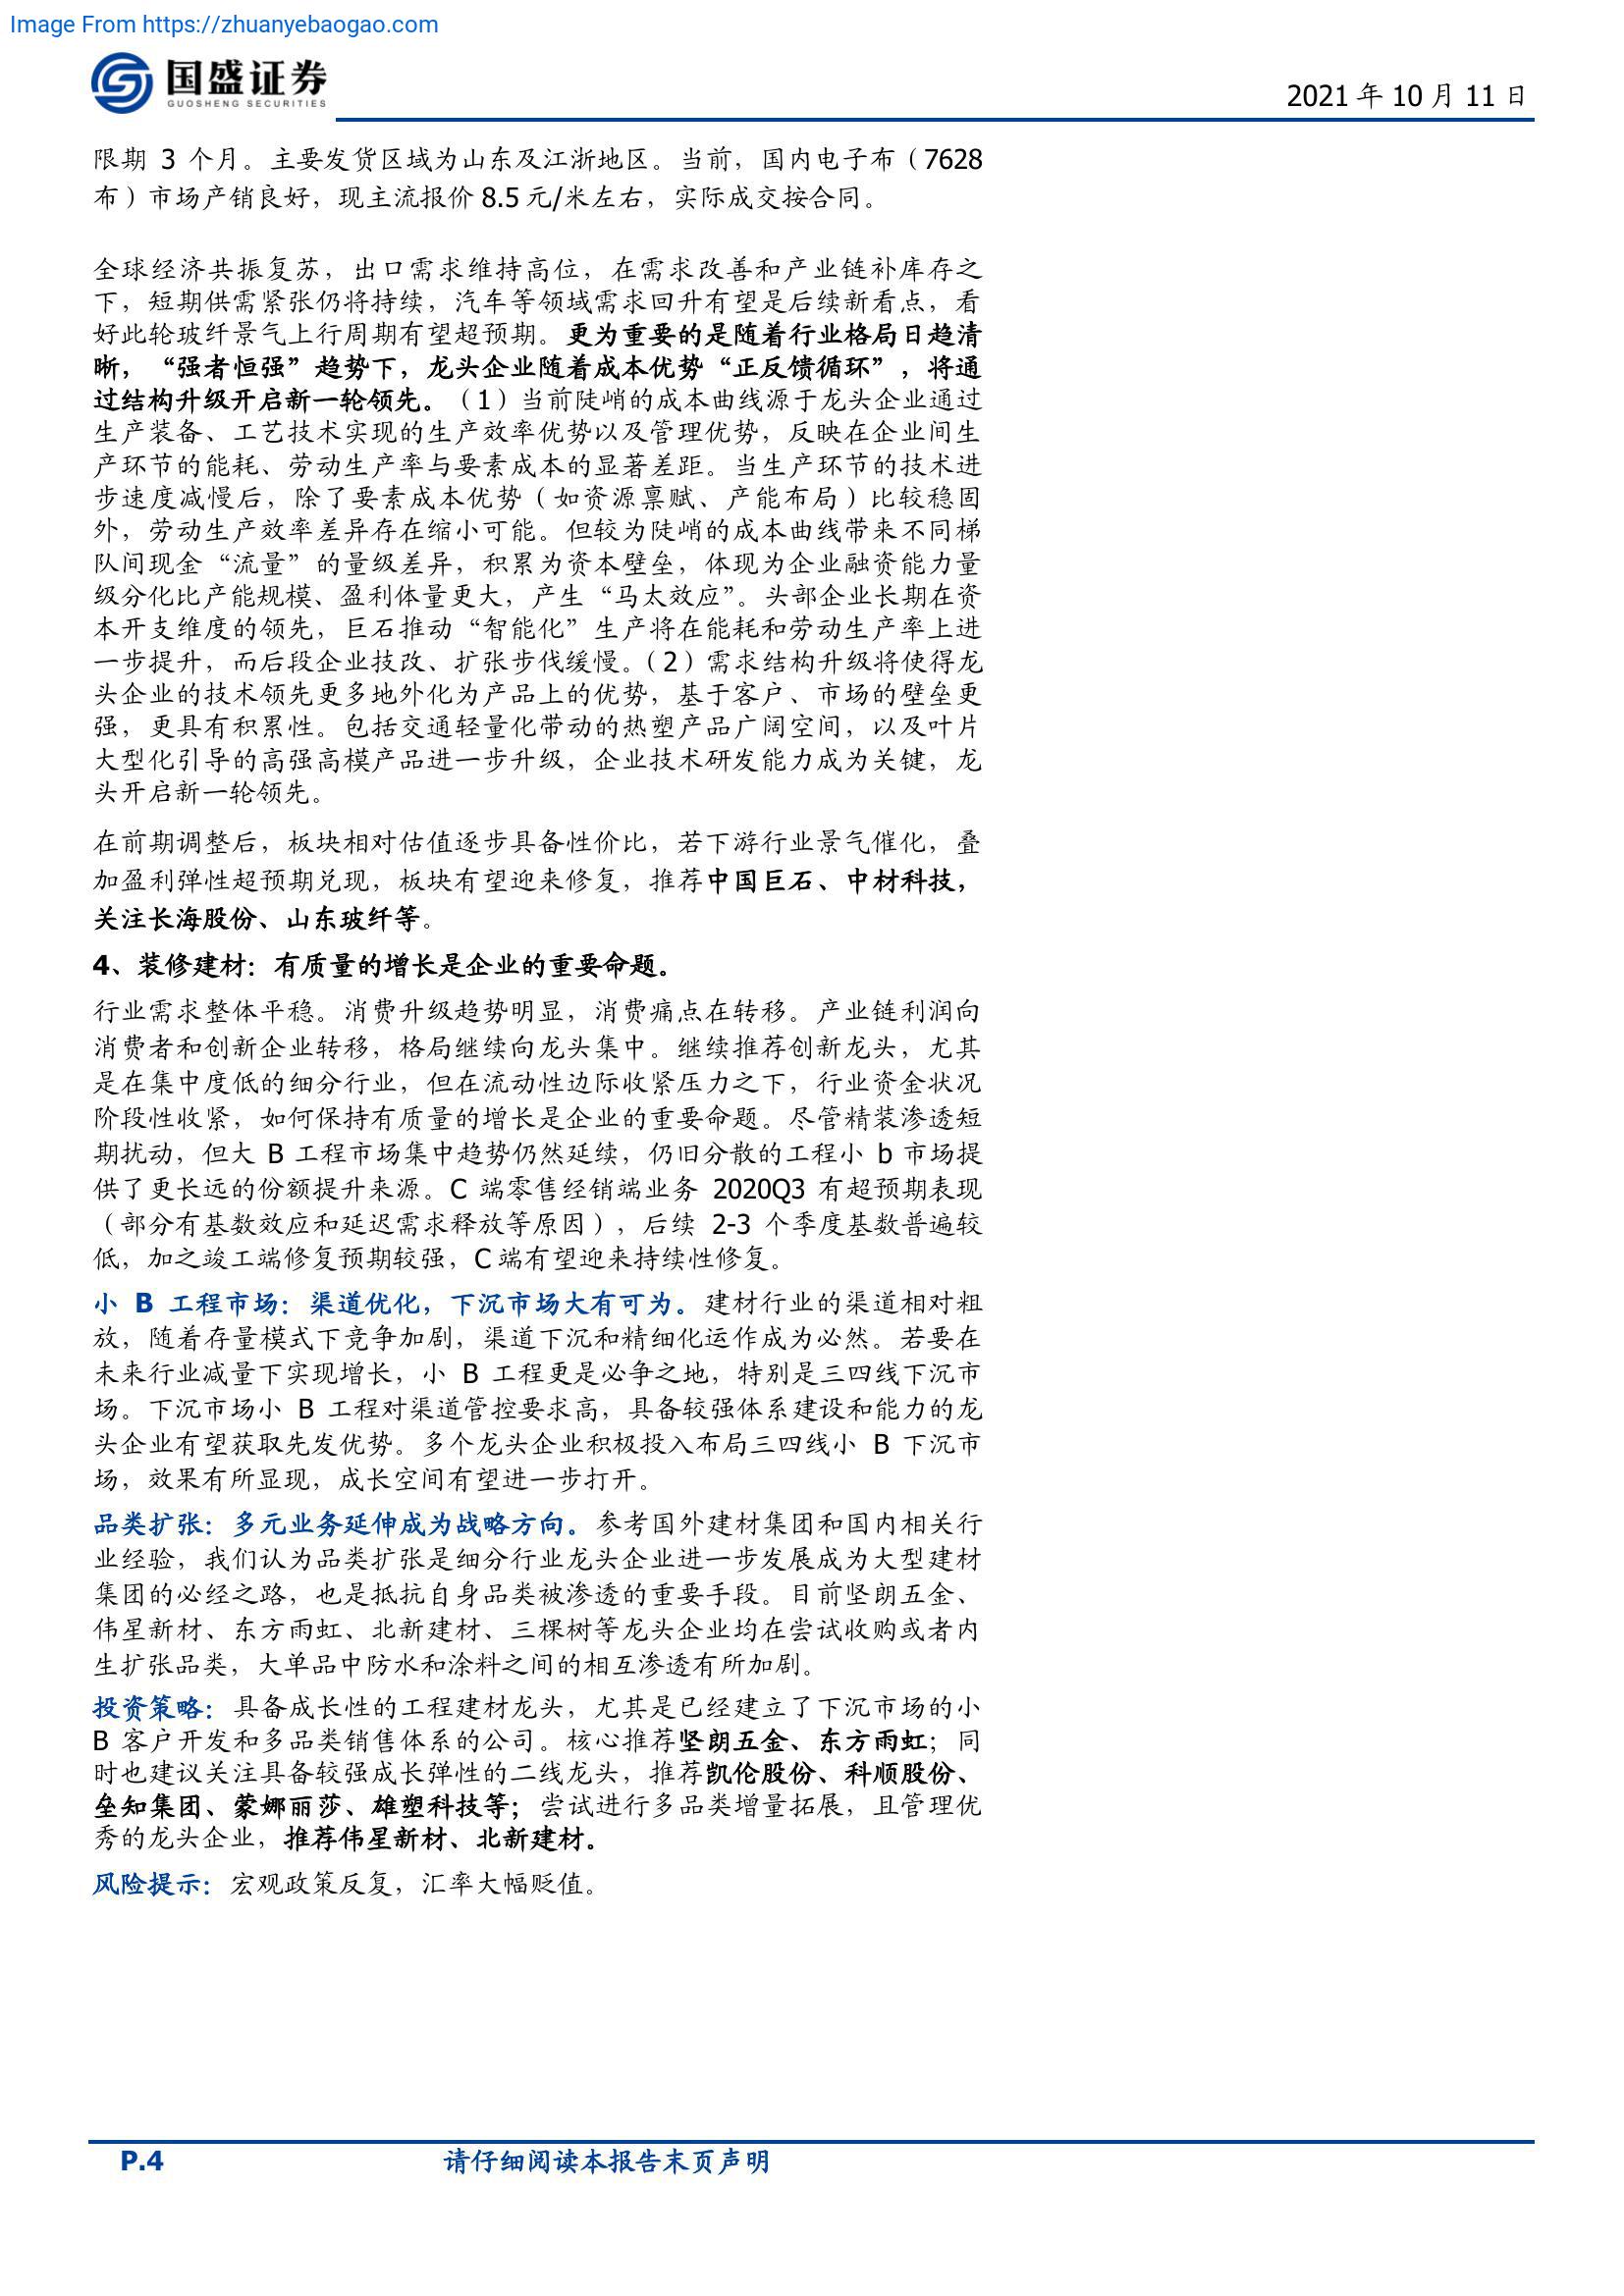 Image From https://zhuanyebaogao.com
国盛证券
GUOSHENG SECURITIES
2021 年 10 月 11 日
限期 3 个月。主要发货区域为山东及江浙地区。当前，国内电子布（7628
布）市场产销良好，现主流报价 8.5 元/米左右，实际成交按合同。
全球经济共振复苏，出口需求维持高位，在需求改善和产业链补库存之
下，短期供需紧张仍将持续，汽车等领域需求回升有望是后续新看点，看
好此轮玻纤景气上行周期有望超预期。更为重要的是随着行业格局日趋清
晰，“强者恒强”趋势下，龙头企业随着成本优势“正反馈循环”，将通
过结构升级开启新一轮领先。（1）当前陡峭的成本曲线源于龙头企业通过
生产装备、工艺技术实现的生产效率优势以及管理优势，反映在企业间生
产环节的能耗、劳动生产率与要素成本的显著差距。当生产环节的技术进
步速度减慢后，除了要素成本优势（如资源禀赋、产能布局）比较稳固
外，劳动生产效率差异存在缩小可能。但较为陡峭的成本曲线带来不同梯
队间现金“流量”的量级差异，积累为资本壁垒，体现为企业融资能力量
级分化比产能规模、盈利体量更大，产生“马太效应”。头部企业长期在资
本开支维度的领先，巨石推动“智能化”生产将在能耗和劳动生产率上进
一步提升，而后段企业技改、扩张步伐缓慢。（2）需求结构升级将使得龙
头企业的技术领先更多地外化为产品上的优势，基于客户、市场的壁垒更
强，更具有积累性。包括交通轻量化带动的热塑产品广阔空间，以及叶片
大型化引导的高强高模产品进一步升级，企业技术研发能力成为关键，龙
头开启新一轮领先。
在前期调整后，板块相对估值逐步具备性价比，若下游行业景气催化，叠
加盈利弹性超预期兑现，板块有望迎来修复，推荐中国巨石、中材科技，
关注长海股份、山东玻纤等。
4、装修建材：有质量的增长是企业的重要命题。
行业需求整体平稳。消费升级趋势明显，消费痛点在转移。产业链利润向
消费者和创新企业转移，格局继续向龙头集中。继续推荐创新龙头，尤其
是在集中度低的细分行业，但在流动性边际收紧压力之下，行业资金状况
阶段性收紧，如何保持有质量的增长是企业的重要命题。尽管精装渗透短
期扰动，但大 B 工程市场集中趋势仍然延续，仍旧分散的工程小 b 市场提
供了更长远的份额提升来源。C 端零售经销端业务 2020Q3 有超预期表现
（部分有基数效应和延迟需求释放等原因），后续 2-3 个季度基数普遍较
低，加之竣工端修复预期较强，C 端有望迎来持续性修复。
小 B 工程市场：渠道优化，下沉市场大有可为。建材行业的渠道相对粗
放，随着存量模式下竞争加剧，渠道下沉和精细化运作成为必然。若要在
未来行业减量下实现增长，小 B 工程更是必争之地，特别是三四线下沉市
场。下沉市场小 B 工程对渠道管控要求高，具备较强体系建设和能力的龙
头企业有望获取先发优势。多个龙头企业积极投入布局三四线小 B 下沉市
场，效果有所显现，成长空间有望进一步打开。
品类扩张：多元业务延伸成为战略方向。参考国外建材集团和国内相关行
业经验，我们认为品类扩张是细分行业龙头企业进一步发展成为大型建材
集团的必经之路，也是抵抗自身品类被渗透的重要手段。目前坚朗五金、
伟星新材、东方雨虹、北新建材、三棵树等龙头企业均在尝试收购或者内
生扩张品类，大单品中防水和涂料之间的相互渗透有所加剧。
投资策略：具备成长性的工程建材龙头，尤其是已经建立了下沉市场的小
B 客户开发和多品类销售体系的公司。核心推荐坚朗五金、东方雨虹；同
时也建议关注具备较强成长弹性的二线龙头，推荐凯伦股份、科顺股份、
垒知集团、蒙娜丽莎、雄塑科技等；尝试进行多品类增量拓展，且管理优
秀的龙头企业，推荐伟星新材、北新建材。
风险提示：宏观政策反复，汇率大幅贬值。
P.4
请仔细阅读本报告末页声明